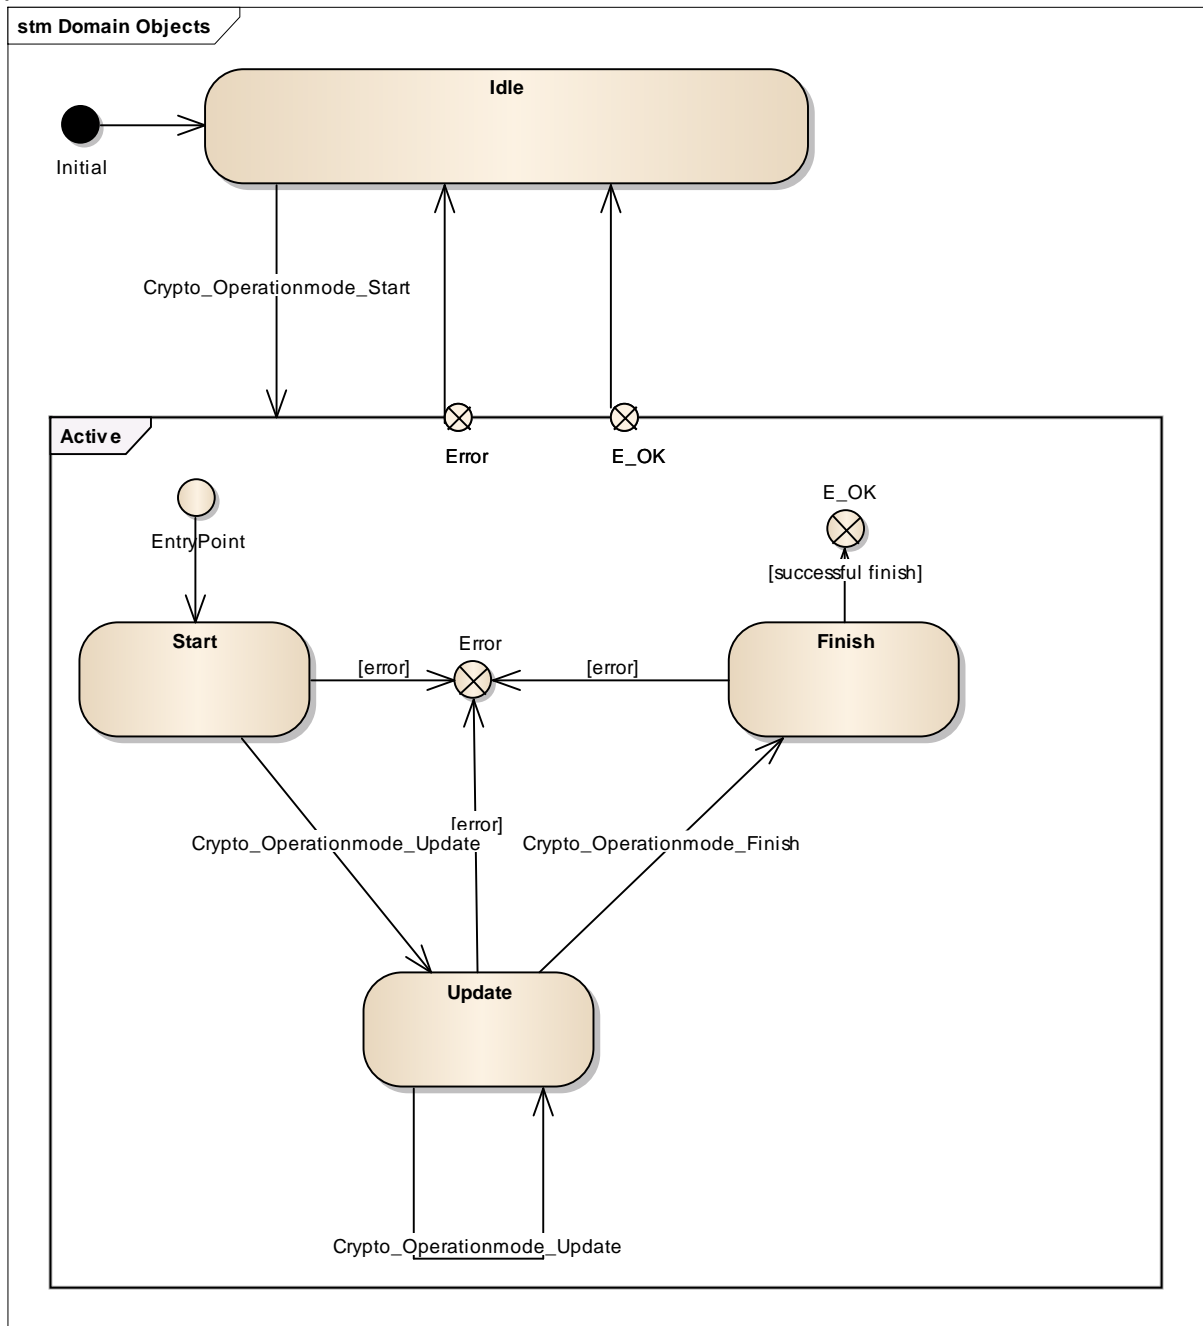 stm Domain Objects
Idle
Initial
Crypto_Operationmode_Start
Active
Error
E_OK
E_OK
EntryPoint
[successful finish]
Start
Error
Finish
[error]
[error]
[error]
Crypto_Operationmode_Update
Crypto_Operationmode_Finish
Update
Crypto_Operationmode_Update